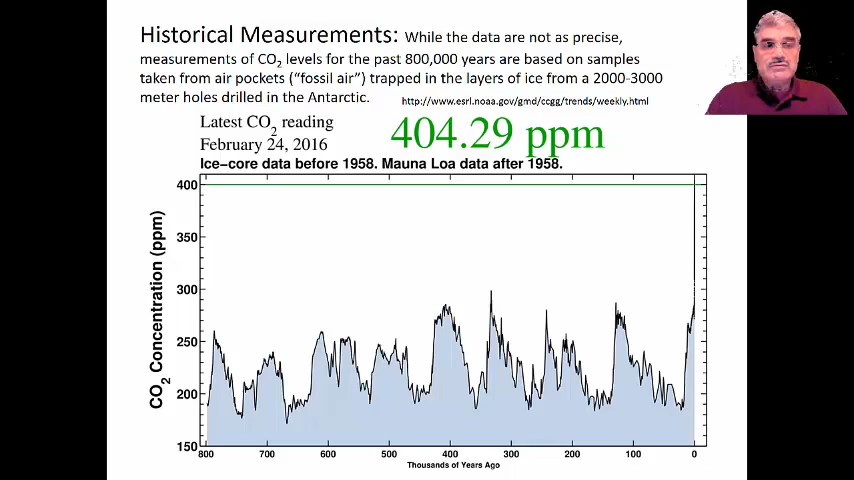 Historical Measurements: While the data are not as precise,
measurements of CO2 levels for the past 800,000 years are based on samples
taken from air pockets ("fossil air") trapped in the layers of ice from a 2000-3000
meter holes drilled in the Antarctic.
http://www.esrl.noaa.gov/gmd/ccgg/trends/weekly.html
Latest CO2 reading
February 24, 2016
404.29 ppm
Ice-core data before 1958. Mauna Loa data after 1958.
CO2 Concentration (ppm)
400
350
300
250
200
150
800 700 600 500 400 300 200 100 0
Thousands of Years Ago